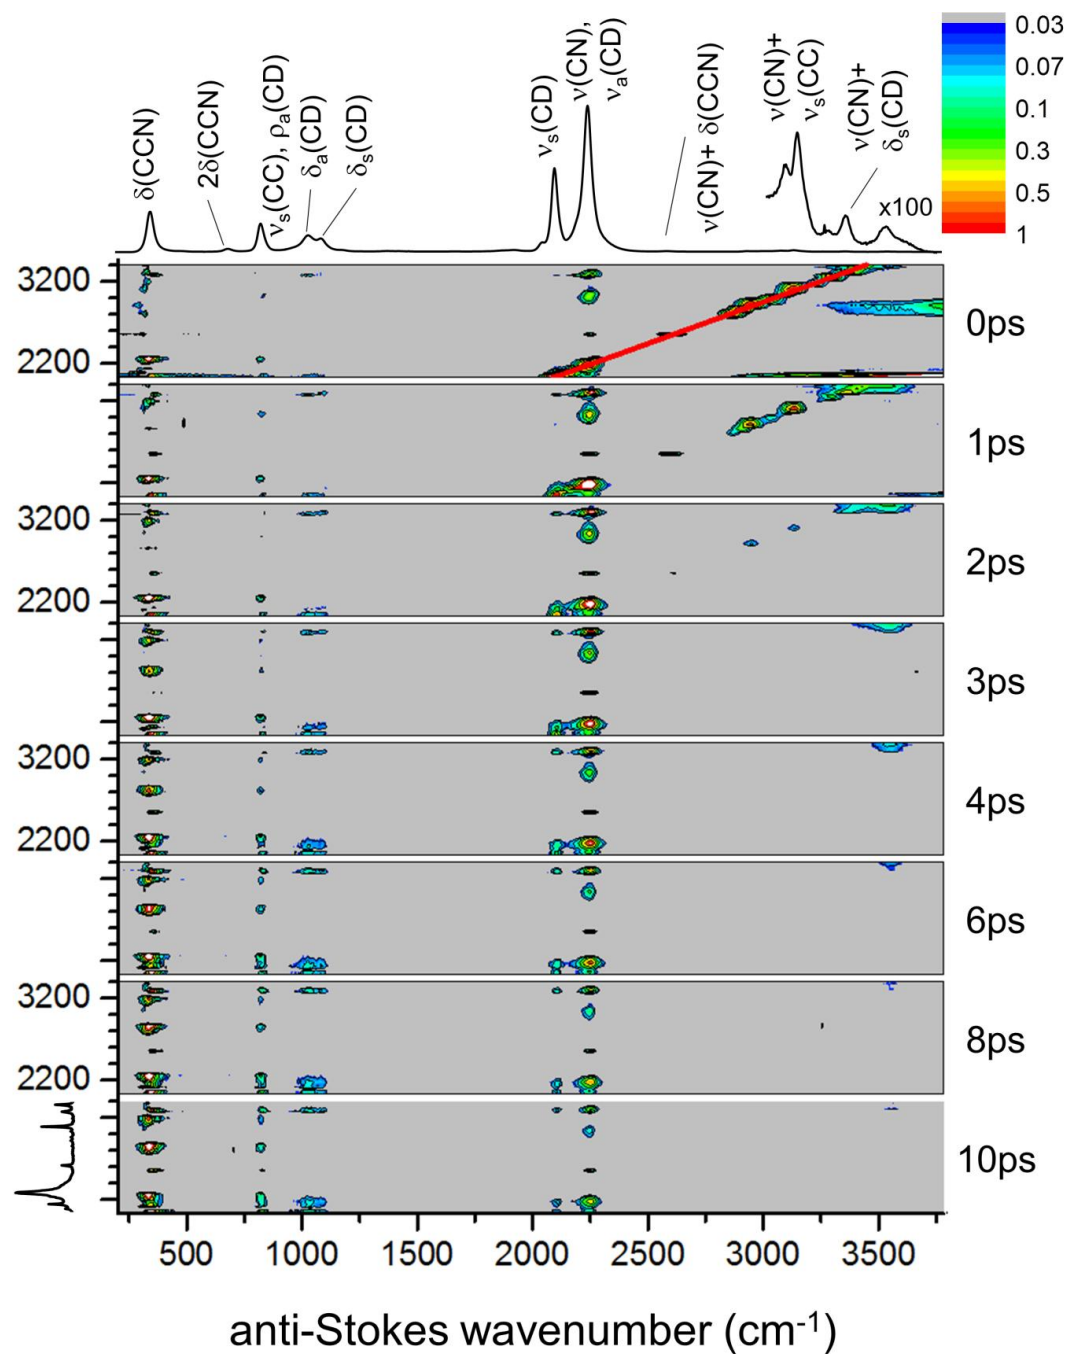 δ(CCN)
2δ(CCN)
νs(CC), ρa(CD)
δa(CD)
δs(CD)
νs(CD)
ν(CN),
νa(CD)
ν(CN)+ δ(CCN)
ν(CN)+
νs(CC)
ν(CN)+
δs(CD)
x100
0.03
0.07
0.1
0.3
0.5
1
3200
2200
0ps
1ps
3200
2200
2ps
3ps
3200
2200
4ps
6ps
3200
2200
8ps
10ps
500 1000 1500 2000 2500 3000 3500
anti-Stokes wavenumber (cm-1)